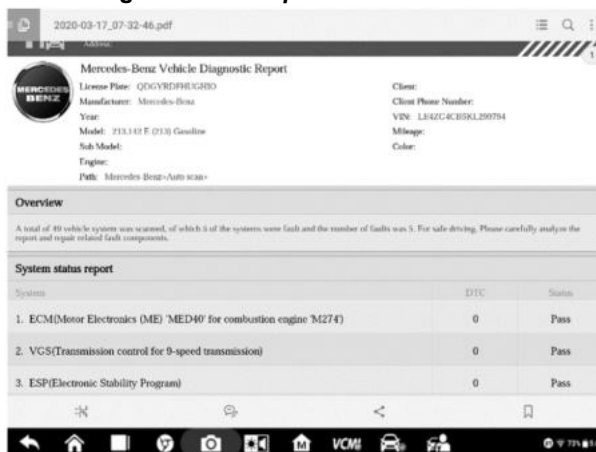 2020-03-17_07-32-46.pdf
Address:
1
MERCEDES
BENZ
Mercedes-Benz Vehicle Diagnostic Report
License Plate: QDGYRDFHUGHIO
Client:
Manufacturer: Mercedes-Benz
Client Phone Number:
Year:
VIN: LE4ZG4CB5KL290794
Model: 213.142 E (213) Gasoline
Mileage:
Sub Model:
Color:
Engine:
Path: Mercedes-Benz>Auto scan>
Overview
A total of 49 vehicle system was scanned, of which 5 of the systems were fault and the number of faults was 5. For safe driving, Please carefully analyze the
report and repair related fault components.
System status report
System DTC Status
1. ECM(Motor Electronics (ME) 'MED40' for combustion engine 'M274') 0 Pass
2. VGS(Transmission control for 9-speed transmission) 0 Pass
3. ESP(Electronic Stability Program) 0 Pass
VCMI